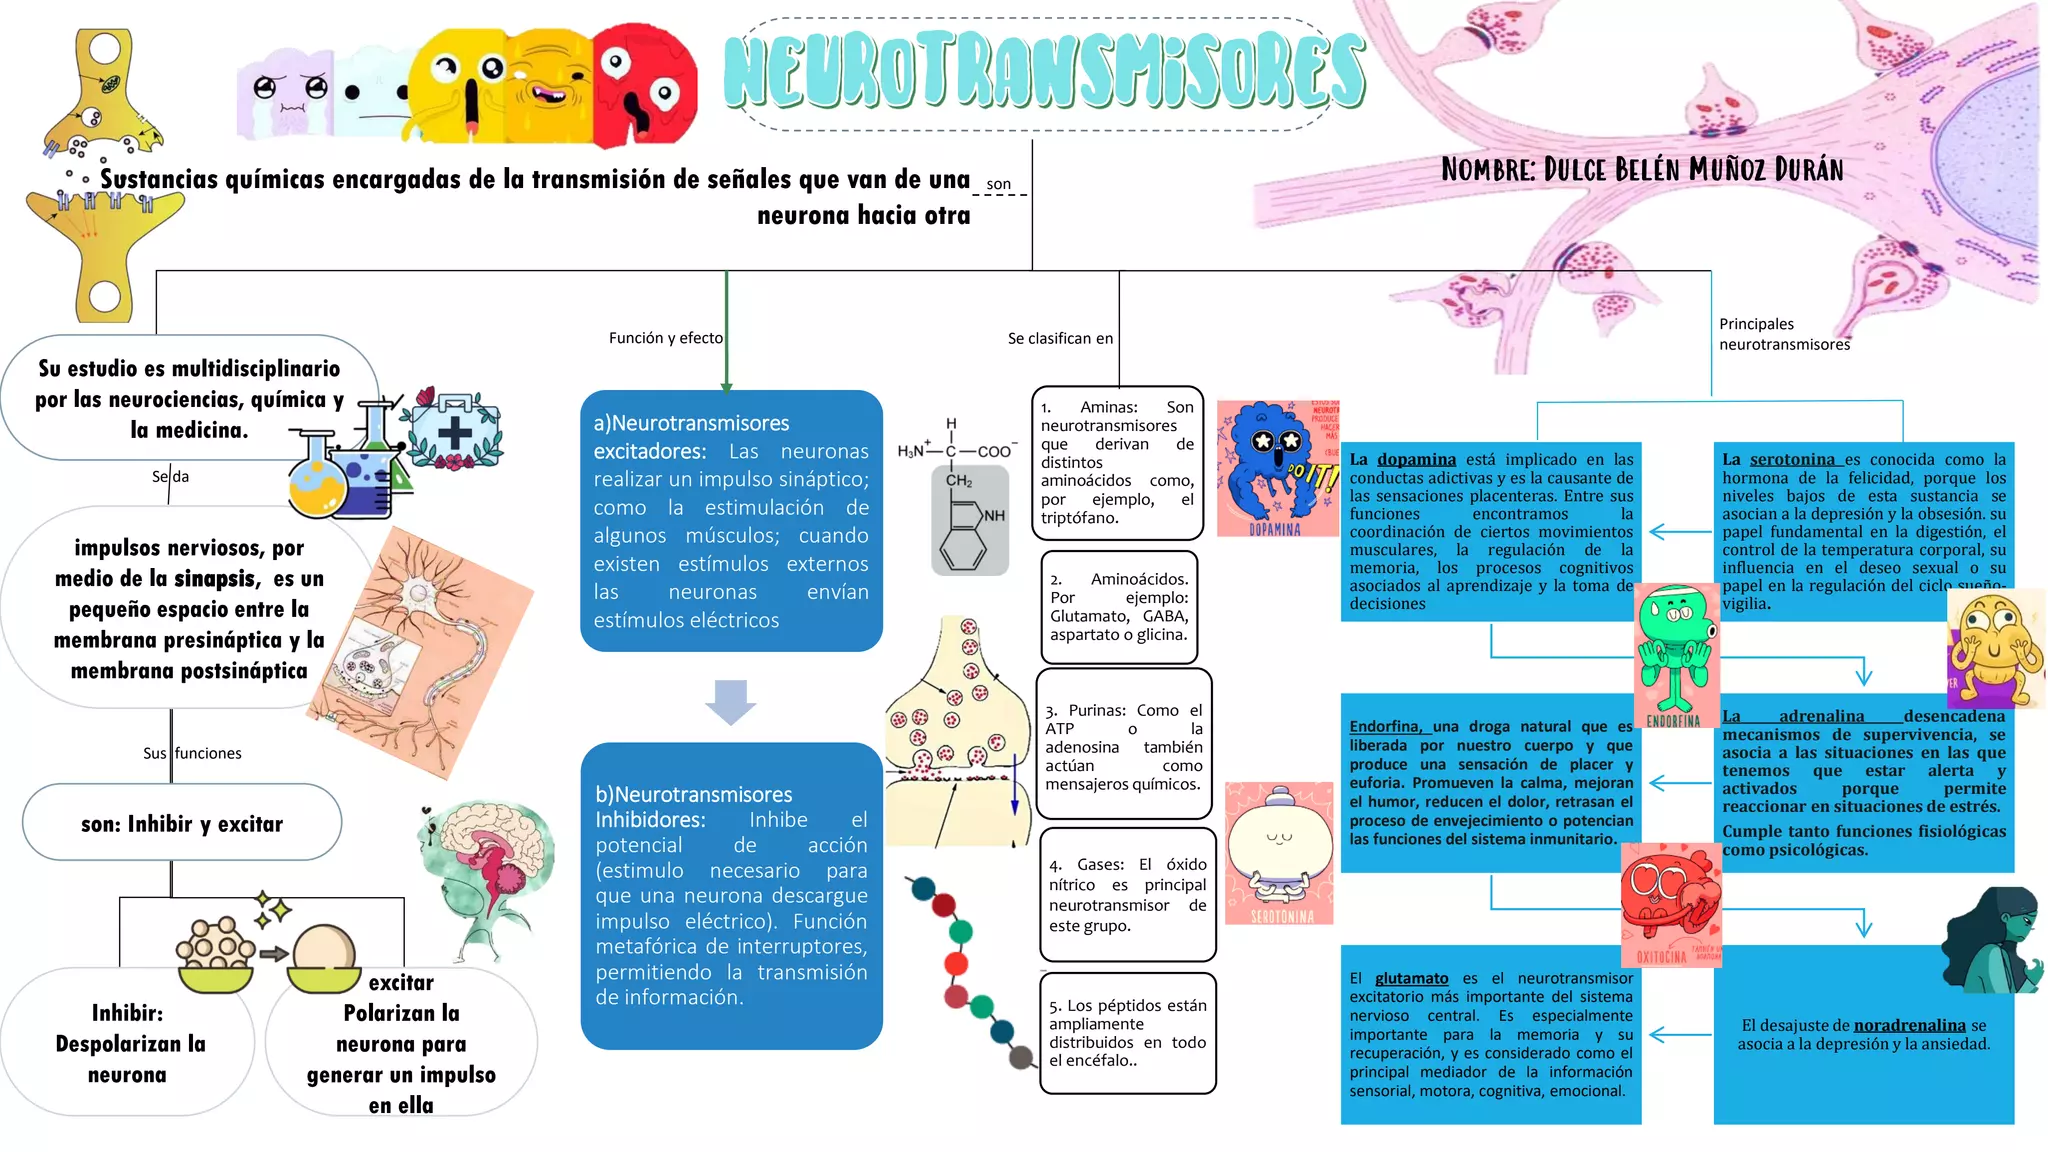 NEUROTRANSMiSORES
Nombre: Dulce Belén Muñoz Durán
Sustancias químicas encargadas de la transmisión de señales que van de una
neurona hacia otra
son
Su estudio es multidisciplinario
por las neurociencias, química y
la medicina.
Se da
impulsos nerviosos, por
medio de la sinapsis, es un
pequeño espacio entre la
membrana presináptica y la
membrana postsináptica
Sus funciones
son: Inhibir y excitar
Inhibir:
Despolarizan la
neurona
excitar
Polarizan la
neurona para
generar un impulso
en ella
Función y efecto
a)Neurotransmisores
excitadores: Las neuronas
realizar un impulso sináptico;
como la estimulación de
algunos músculos; cuando
existen estímulos externos
las neuronas envían
estímulos eléctricos
b)Neurotransmisores
Inhibidores: Inhibe el
potencial de acción
(estimulo necesario para
que una neurona descargue
impulso eléctrico). Función
metafórica de interruptores,
permitiendo la transmisión
de información.
Se clasifican en
H
H₃N⁺—C—COO⁻
CH₂
NH
1. Aminas: Son
neurotransmisores
que derivan de
distintos
aminoácidos como,
por ejemplo, el
triptófano.
2. Aminoácidos.
Por ejemplo:
Glutamato, GABA,
aspartato o glicina.
3. Purinas: Como el
ATP o la
adenosina también
actúan como
mensajeros químicos.
4. Gases: El óxido
nítrico es principal
neurotransmisor de
este grupo.
5. Los péptidos están
ampliamente
distribuidos en todo
el encéfalo..
Principales
neurotransmisores
PRODUCE
HACER
MÁS
DO IT!
DOPAMINA
La dopamina está implicado en las
conductas adictivas y es la causante de
las sensaciones placenteras. Entre sus
funciones encontramos la
coordinación de ciertos movimientos
musculares, la regulación de la
memoria, los procesos cognitivos
asociados al aprendizaje y la toma de
decisiones
La serotonina es conocida como la
hormona de la felicidad, porque los
niveles bajos de esta sustancia se
asocian a la depresión y la obsesión. su
papel fundamental en la digestión, el
control de la temperatura corporal, su
influencia en el deseo sexual o su
papel en la regulación del ciclo sueño-
vigilia.
ENDORFINA
VER
Endorfina, una droga natural que es
liberada por nuestro cuerpo y que
produce una sensación de placer y
euforia. Promueven la calma, mejoran
el humor, reducen el dolor, retrasan el
proceso de envejecimiento o potencian
las funciones del sistema inmunitario.
La adrenalina desencadena
mecanismos de supervivencia, se
asocia a las situaciones en las que
tenemos que estar alerta y
activados porque permite
reaccionar en situaciones de estrés.
Cumple tanto funciones fisiológicas
como psicológicas.
SEROTONINA
OXITOCINA
El glutamato es el neurotransmisor
excitatorio más importante del sistema
nervioso central. Es especialmente
importante para la memoria y su
recuperación, y es considerado como el
principal mediador de la información
sensorial, motora, cognitiva, emocional.
El desajuste de noradrenalina se
asocia a la depresión y la ansiedad.